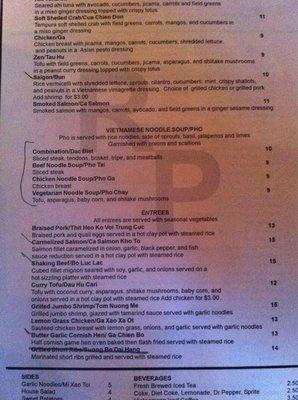 Seared ahi tuna with avocado, cucumbers, jicama, carrots and field greens
in a miso ginger dressing topped with crispy lotus
Soft Shelled Crab/Cua Chien Don 11
Tempura soft shelled crab with field greens, carrots, mangos, and cucumbers in
a miso ginger dressing
Chicken/Ga 9
Chicken breast with jicama, mangos, carrots, cucumbers, shredded lettuce,
and peanuts in a Asian pesto dressing
Zen/Tau Hu 9
Tofu with field greens, carrots, cucumbers, jicama, asparagus, and shitake mushrooms
in a peanut curry dressing topped with crispy lotus
Saigon/Bun 10
Rice vermicelli with shredded lettuce, sprouts, cilantro, cucumbers, mint, crispy shallots,
and peanuts in a Vietnamese vinaigrette dressing. Choice of grilled chicken or grilled pork
Add shrimp for $3.00
Smoked Salmon/Ca Salmon 11
Smoked salmon with mangos, carrots, avocado, and field greens in a ginger sesame dressing
VIETNAMESE NOODLE SOUP/PHO
Pho is served with rice noodles, side of sprouts, basil, jalapenos and limes
Garnished with onions and scallions
Combination/Dac Biet 10
Sliced steak, tendons, brisket, tripe, and meatballs
Beef Noodle Soup/Pho Tai 9
Sliced steak
Chicken Noodle Soup/Pho Ga 9
Chicken breast
Vegetarian Noodle Soup/Pho Chay 9
Tofu, asparagus, baby corn, and shitake mushrooms
ENTREES
All entrees are served with seasonal vegetables
Braised Pork/Thit Heo Ko Voi Trung Cuc 13
Braised pork and quail eggs served in a hot clay pot with steamed rice
Carmelized Salmon/Ca Kho To 15
Salmon fillet caramelized in onion, garlic, black pepper, and fish
sauce reduction served in a hot clay pot with steamed rice
Shaking Beef/Bo Luc Lac 15
Cubed filet mignon seared with soy, garlic, and onions served on a
hot sizzling platter with steamed rice
Curry Tofu/Dau Hu Cari 12
Tofu with coconut curry, asparagus, shitake mushrooms, baby corn, and
onions served in a hot clay pot with steamed rice Add chicken for $3.00
Grilled Jumbo Shrimp/Tom Nuong Me 15
Grilled jumbo shrimp, glazed with tamarind sauce served with garlic noodles
Lemon Grass Chicken/Ga Xao Xa Ot 13
Sauteed chicken breast with lemon grass, onions, and garlic served with garlic noodles
Butter Garlic Cornish Hen/ Ga Chien Bo 13
Half cornish game hen oven baked then flash fried served with steamed rice
Grilled Short Ribs/Suong Bo Dai Hang 14
Marinated short ribs grilled and served with steamed rice
SIDES
Garlic Noodles/Mi Xao Toi 5
House Salad 4
BEVERAGES
Fresh Brewed Iced Tea 2.50
Coke, Diet Coke, Lemonade, Dr Pepper, Sprite 2.50